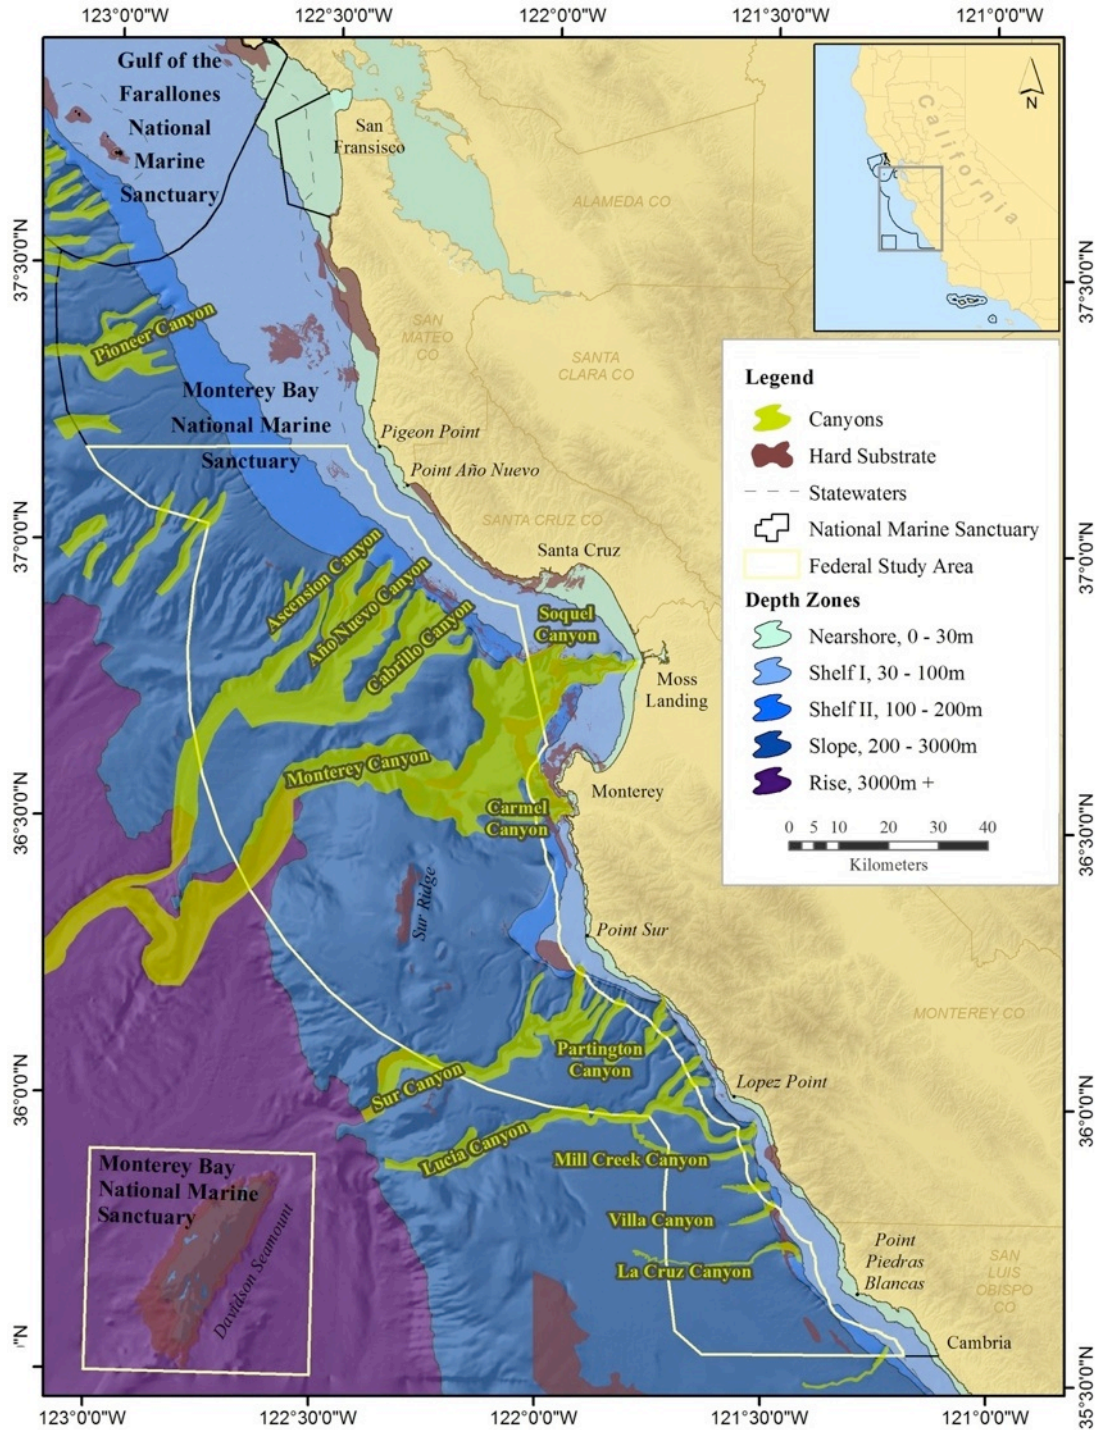 123°0'0"W
122°30'0"W
122°0'0"W
121°30'0"W
121°0'0"W
Gulf of the
Farallones
National
Marine
Sanctuary
San
Fransisco
ALAMEDA CO
California
N
37°30'0"N
37°30'0"N
Pioneer Canyon
SAN
MATEO
CO
SANTA
CLARA CO
Monterey Bay
National Marine
Sanctuary
Pigeon Point
Point Año Nuevo
SANTA CRUZ CO
Legend
Canyons
Hard Substrate
Statewaters
National Marine Sanctuary
Federal Study Area
Depth Zones
Nearshore, 0 - 30m
Shelf I, 30 - 100m
Shelf II, 100 - 200m
Slope, 200 - 3000m
Rise, 3000m +
0 5 10 20 30 40
Kilometers
37°0'0"N
37°0'0"N
Santa Cruz
Ascension Canyon
Año Nuevo Canyon
Cabrillo Canyon
Soquel
Canyon
Moss
Landing
Monterey Canyon
Monterey
Carmel
Canyon
36°30'0"N
36°30'0"N
Sur Ridge
Point Sur
MONTEREY CO
Partington
Canyon
Sur Canyon
Lopez Point
36°0'0"N
36°0'0"N
Lucia Canyon
Mill Creek Canyon
Monterey Bay
National Marine
Sanctuary
Davidson Seamount
Villa Canyon
La Cruz Canyon
Point
Piedras
Blancas
SAN
LUIS
OBISPO
CO
Cambria
'"N
35°30'0"N
123°0'0"W
122°30'0"W
122°0'0"W
121°30'0"W
121°0'0"W